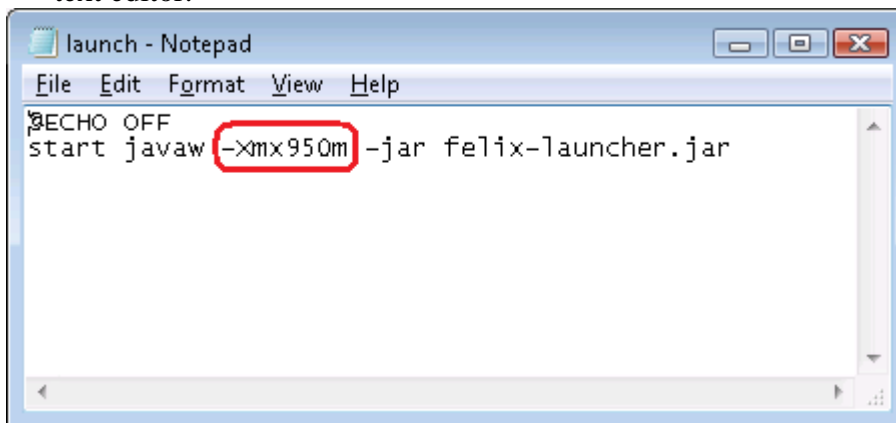 text editor.
launch - Notepad
File Edit Format View Help
@ECHO OFF
start javaw -Xmx950m -jar felix-launcher.jar